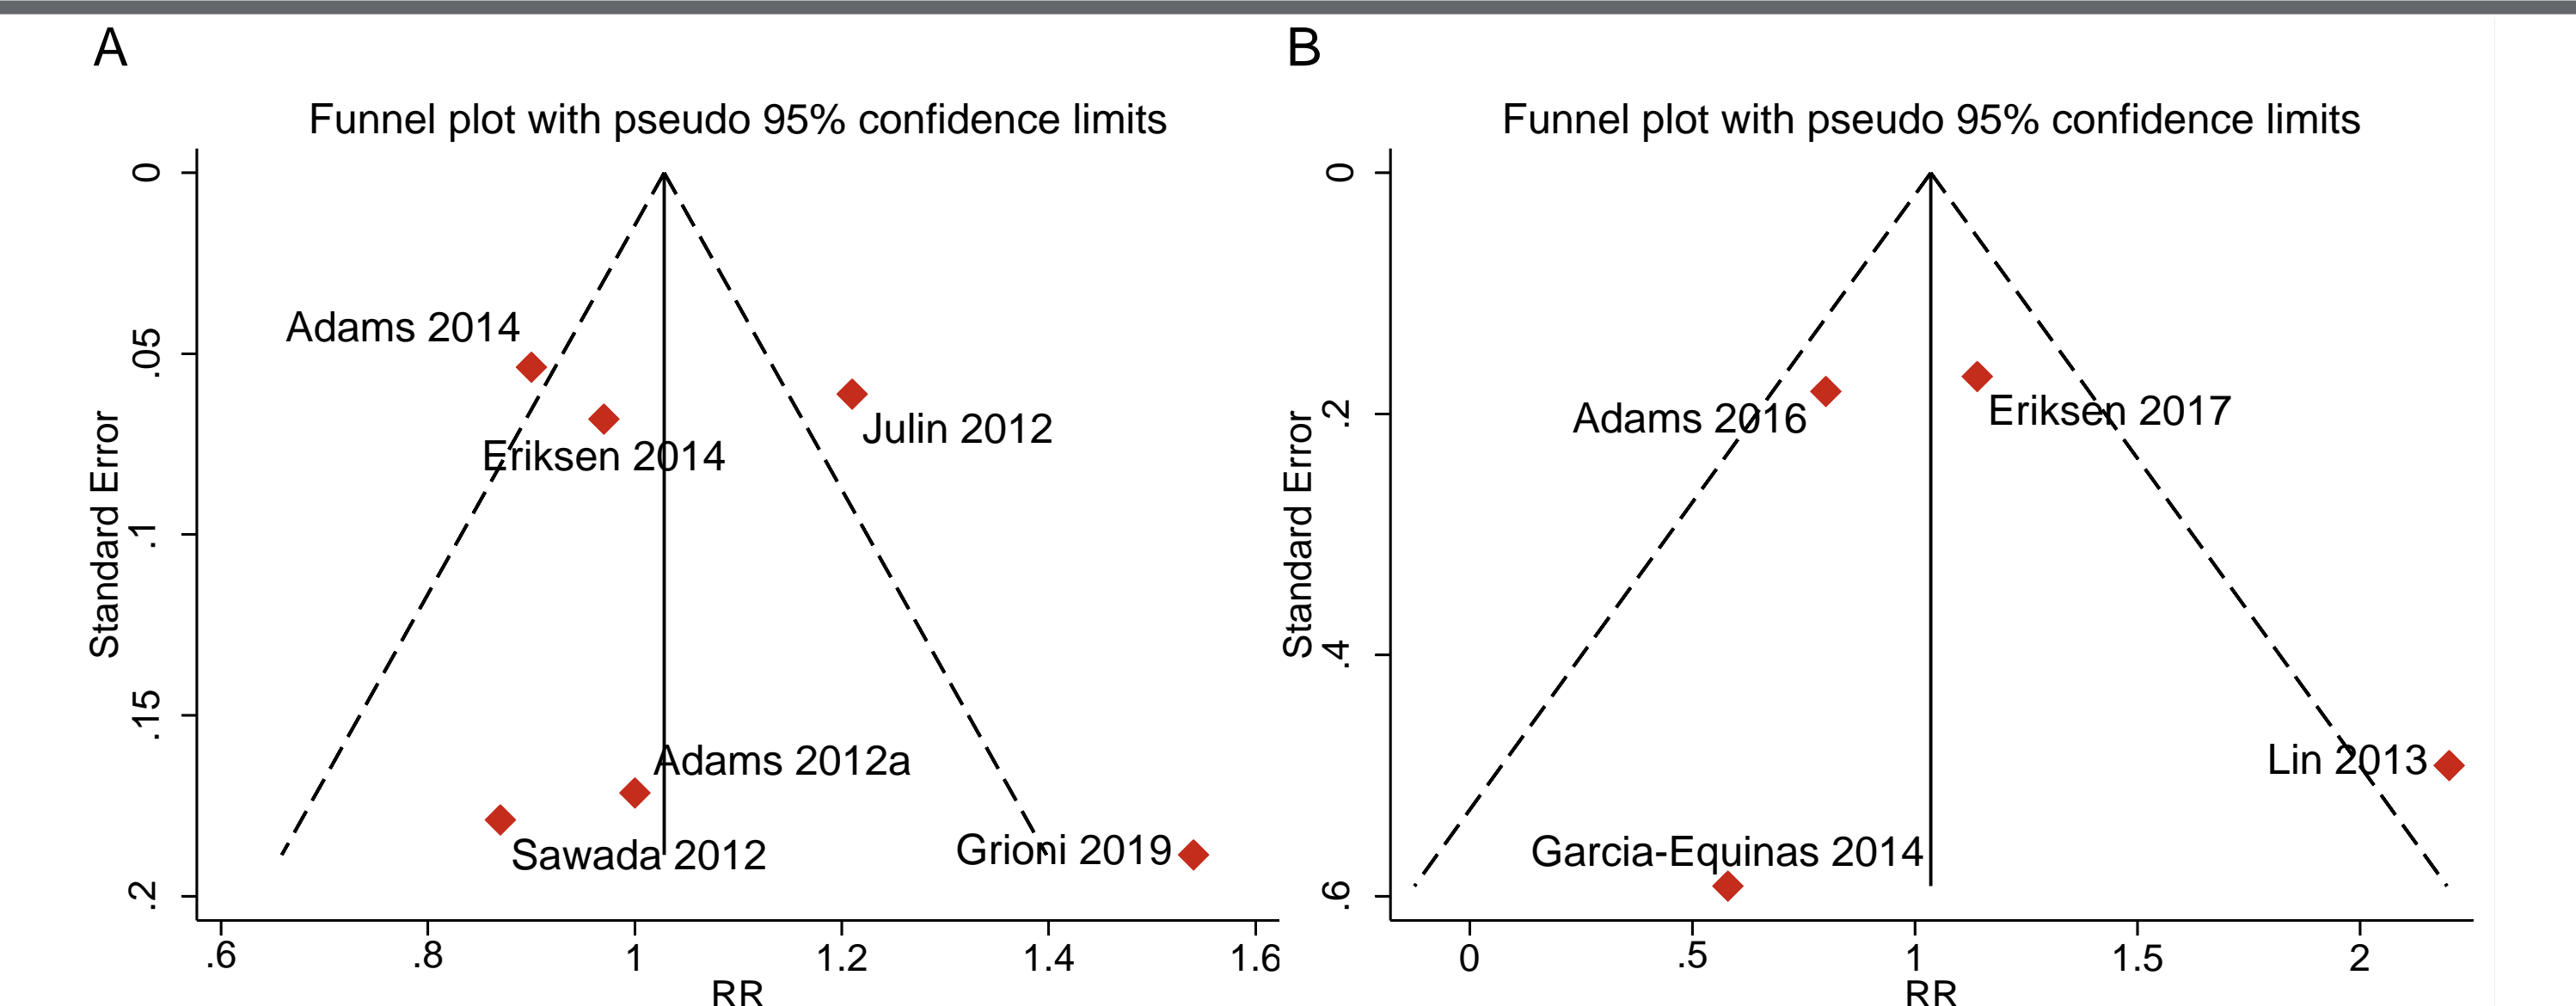 A
Funnel plot with pseudo 95% confidence limits
Standard Error
0
.05
.1
.15
.2
Adams 2014
Eriksen 2014
Julin 2012
Adams 2012a
Sawada 2012
Grioni 2019
.6
.8
1
1.2
1.4
1.6
RR
B
Funnel plot with pseudo 95% confidence limits
Standard Error
0
.2
.4
.6
Adams 2016
Eriksen 2017
Lin 2013
Garcia-Equinas 2014
0
.5
1
1.5
2
RR